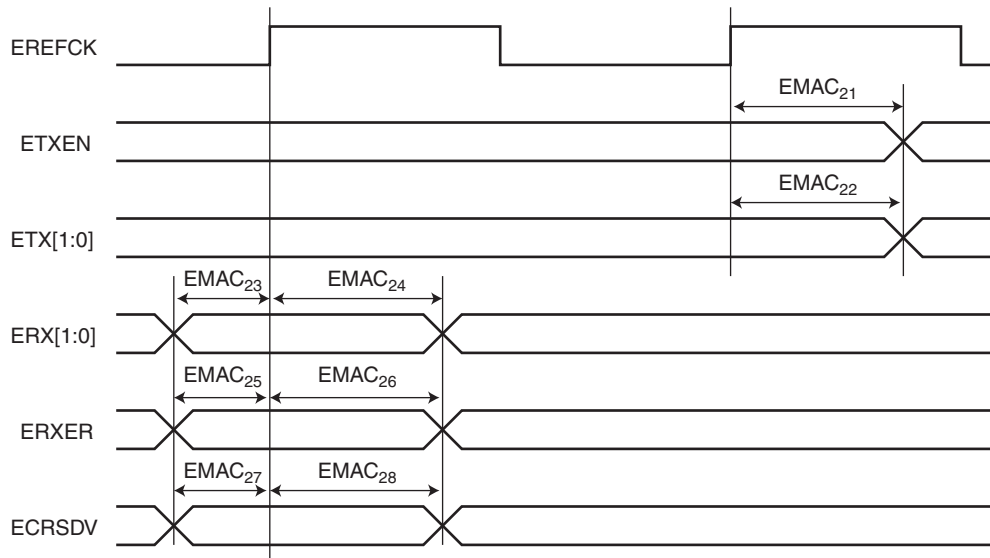 EREFCK
EMAC21
ETXEN
EMAC22
ETX[1:0]
EMAC23 EMAC24
ERX[1:0]
EMAC25 EMAC26
ERXER
EMAC27 EMAC28
ECRSDV